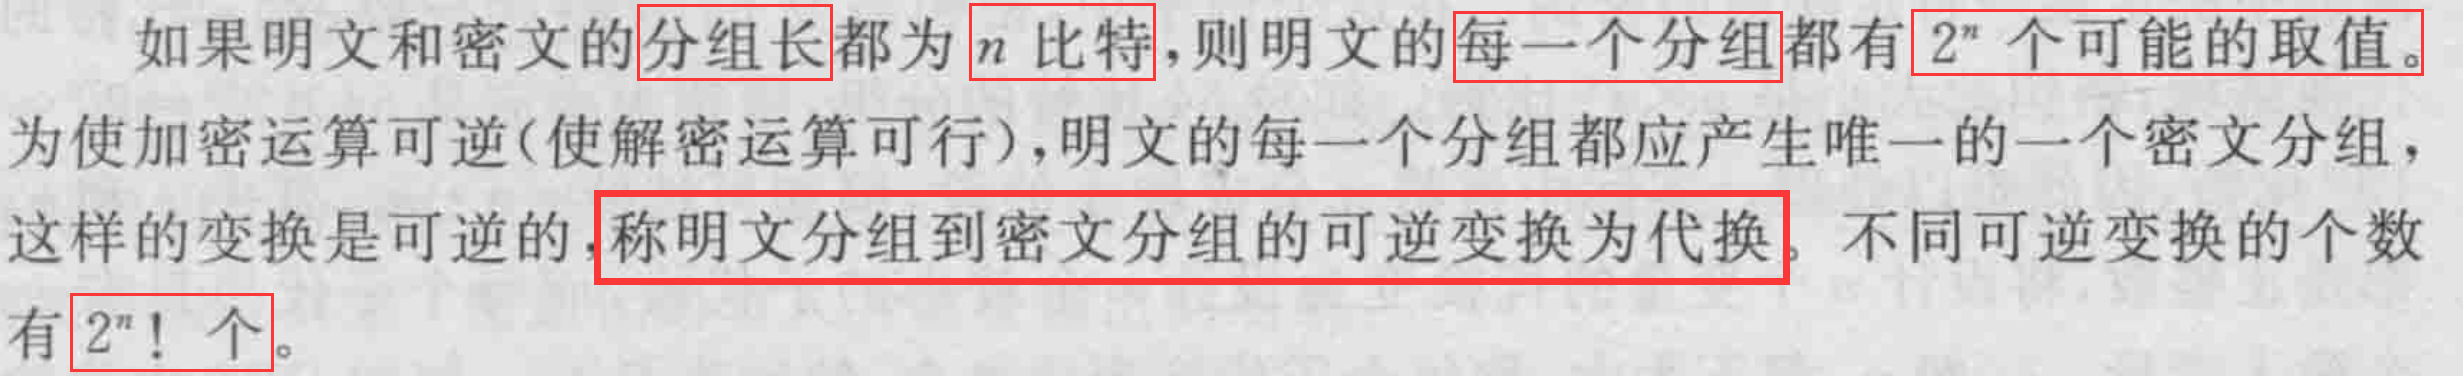 如果明文和密文的分组长都为 n 比特,则明文的每一个分组都有 2ⁿ 个可能的取值。
为使加密运算可逆(使解密运算可行),明文的每一个分组都应产生唯一的一个密文分组,
这样的变换是可逆的,称明文分组到密文分组的可逆变换为代换。不同可逆变换的个数
有 2ⁿ! 个。